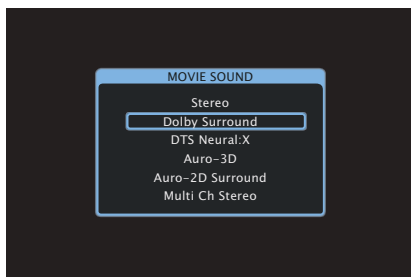 MOVIE SOUND
Stereo
Dolby Surround
DTS Neural:X
Auro-3D
Auro-2D Surround
Multi Ch Stereo